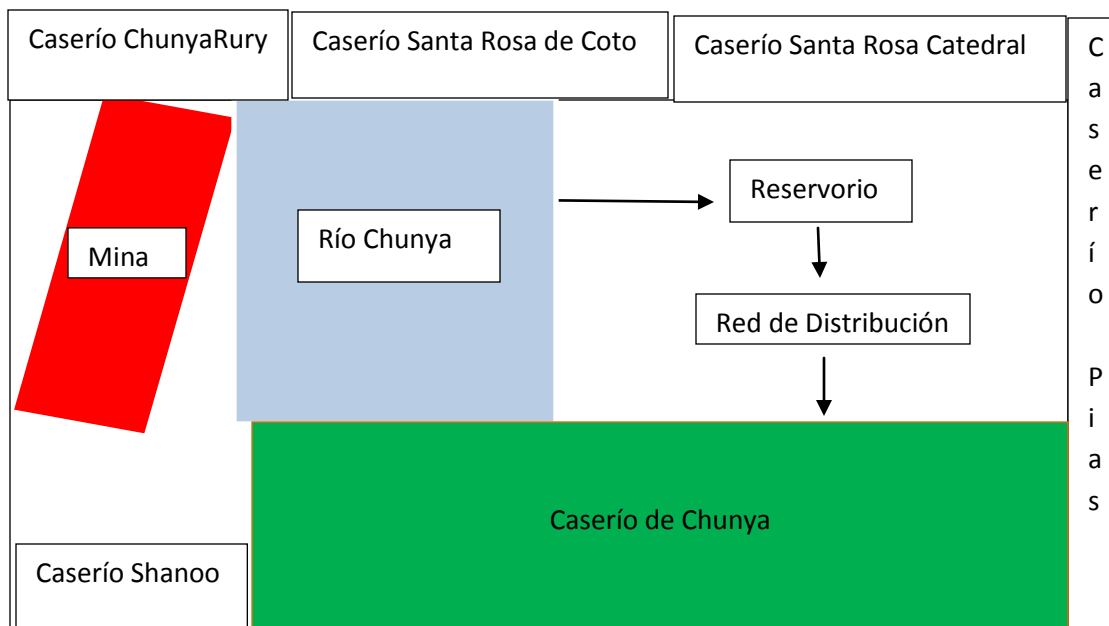 Caserío ChunyaRury
Caserío Santa Rosa de Coto
Caserío Santa Rosa Catedral
Caserío Pias
Reservorio
Río Chunya
Mina
Red de Distribución
Caserío de Chunya
Caserío Shanoo